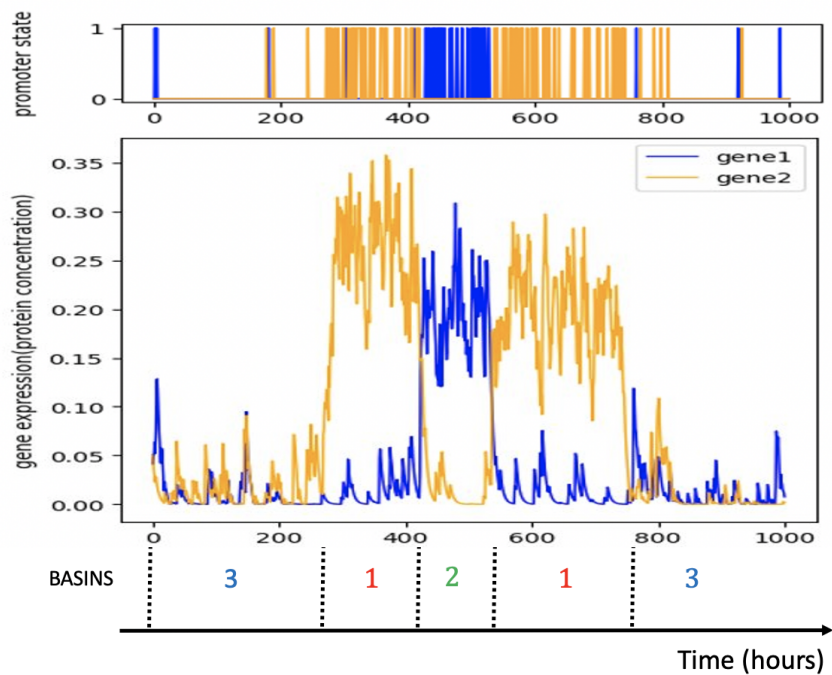 promoter state
1
0
0 200 400 600 800 1000
gene expression(protein concentration)
0.35
0.30
0.25
0.20
0.15
0.10
0.05
0.00
gene1
gene2
0 200 400 600 800 1000
BASINS 3 1 2 1 3
Time (hours)